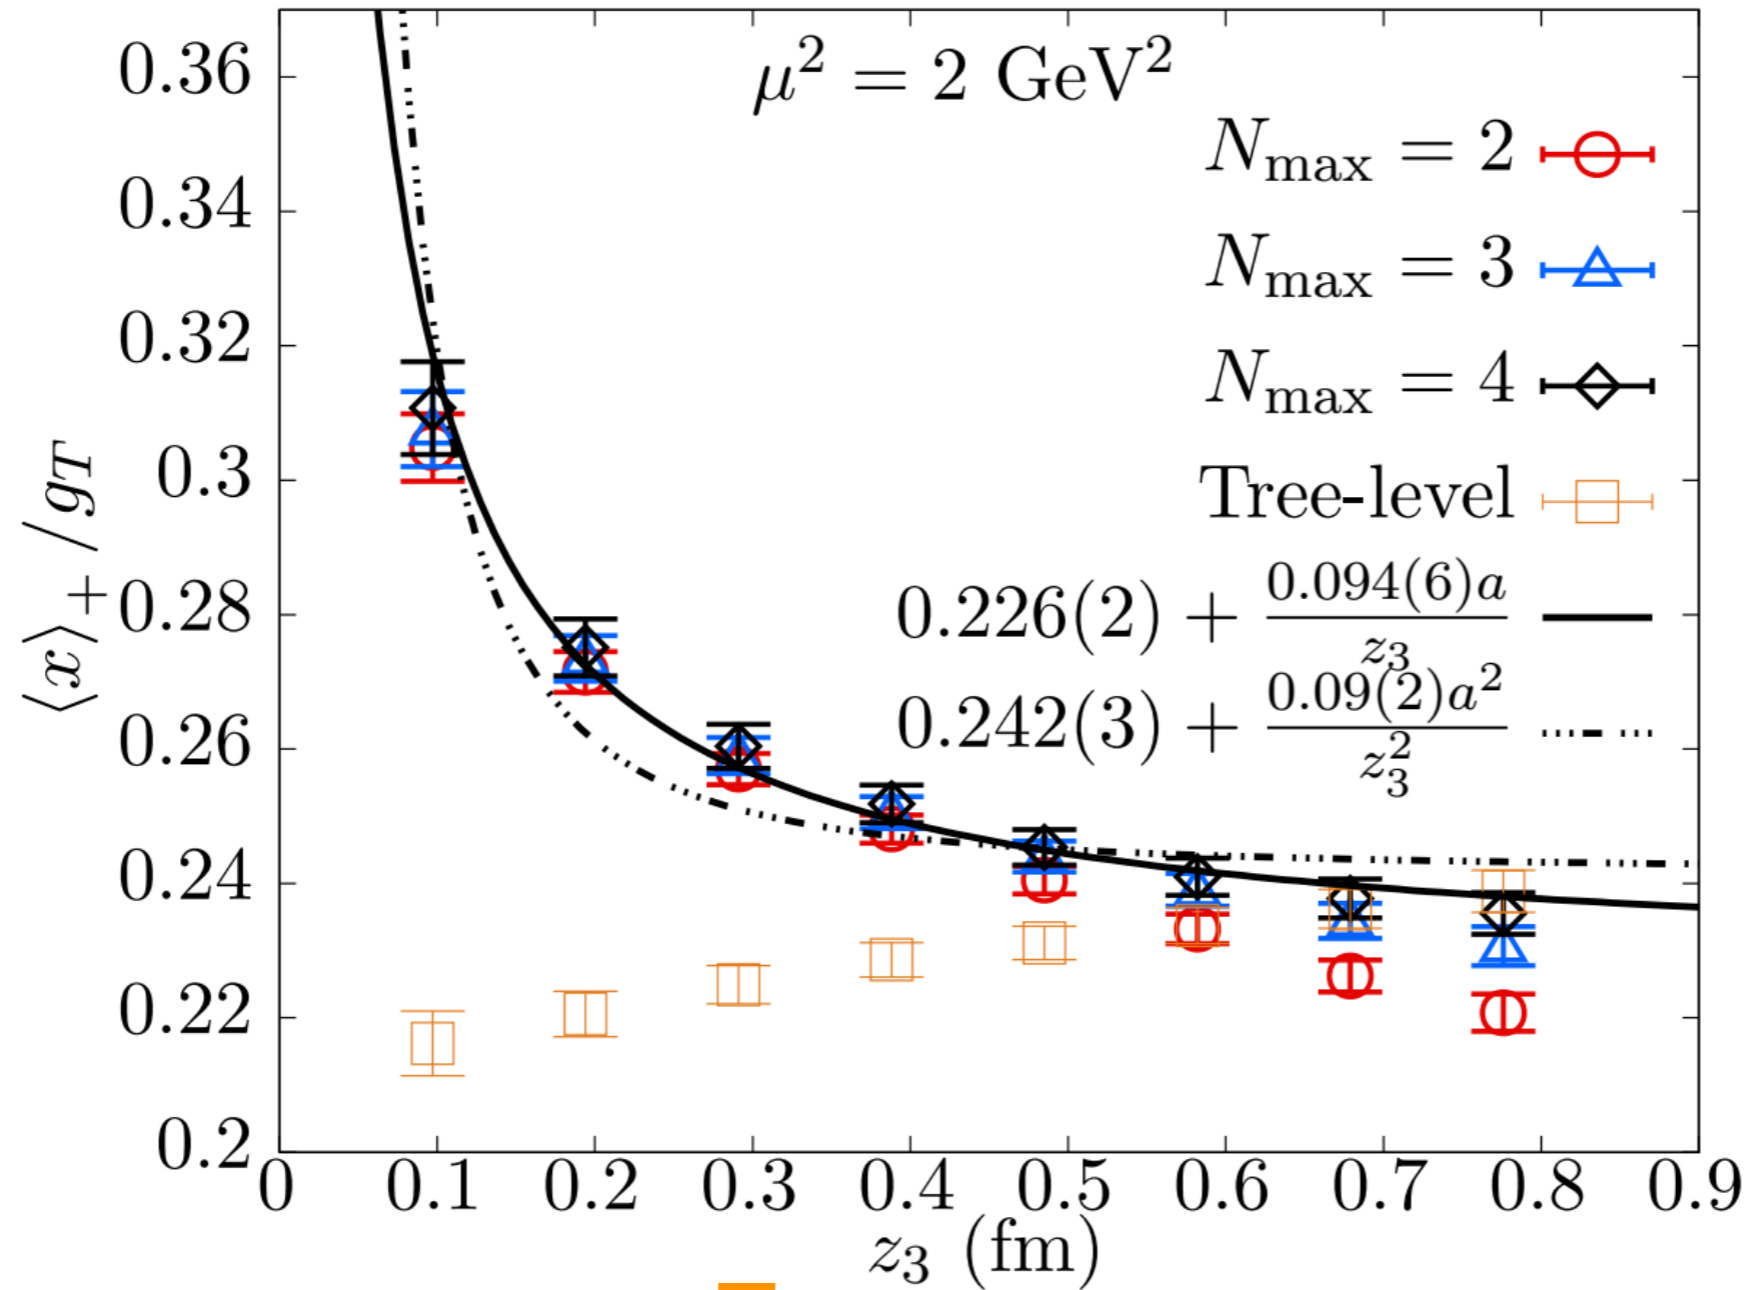 μ² = 2 GeV²
N_max = 2
N_max = 3
N_max = 4
Tree-level
0.226(2) + 0.094(6)a / z₃
0.242(3) + 0.09(2)a² / z₃²
⟨x⟩₊ / g_T
0.36
0.34
0.32
0.3
0.28
0.26
0.24
0.22
0.2
0 0.1 0.2 0.3 0.4 0.5 0.6 0.7 0.8 0.9
z₃ (fm)